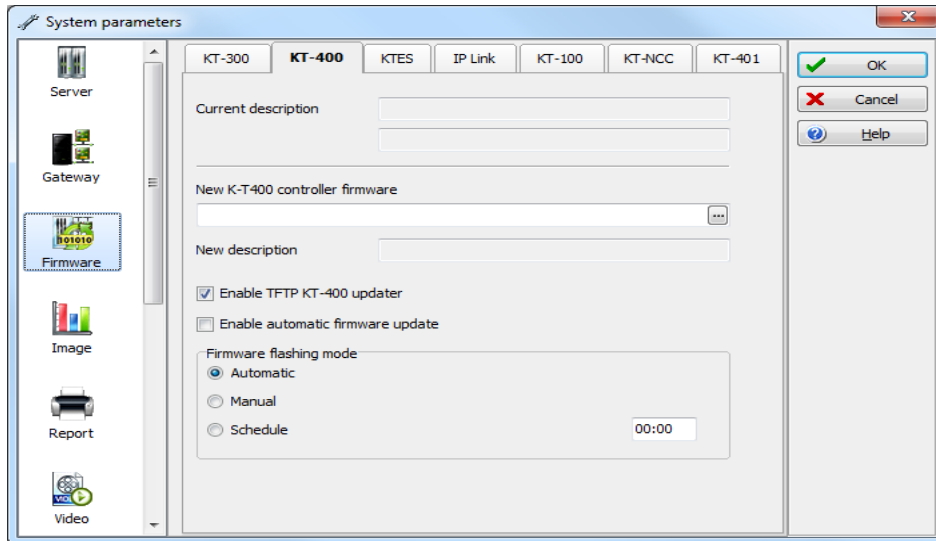 System parameters
Server
Gateway
101010
Firmware
Image
Report
VIDEO
Video
KT-300
KT-400
KTES
IP Link
KT-100
KT-NCC
KT-401
Current description
New K-T400 controller firmware
...
New description
Enable TFTP KT-400 updater
Enable automatic firmware update
Firmware flashing mode
Automatic
Manual
Schedule
00:00
OK
Cancel
Help